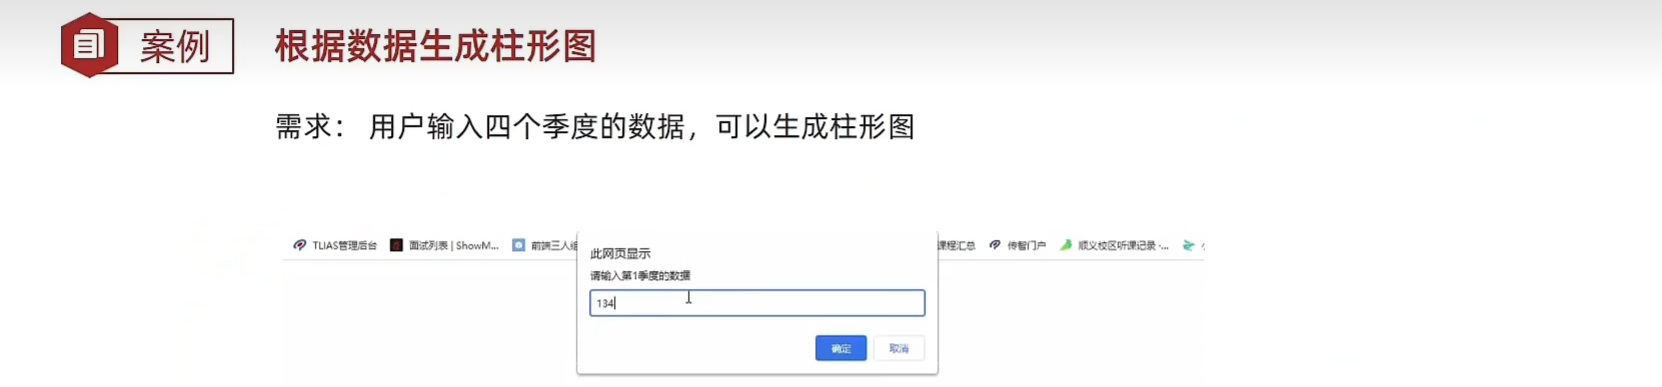 案例 根据数据生成柱形图
需求： 用户输入四个季度的数据，可以生成柱形图
TLIAS管理后台 面试列表 | ShowM... 前端三人组 课程汇总 传智门户 顺义校区听课记录 -...
此网页显示
请输入第1季度的数据
134
确定 取消